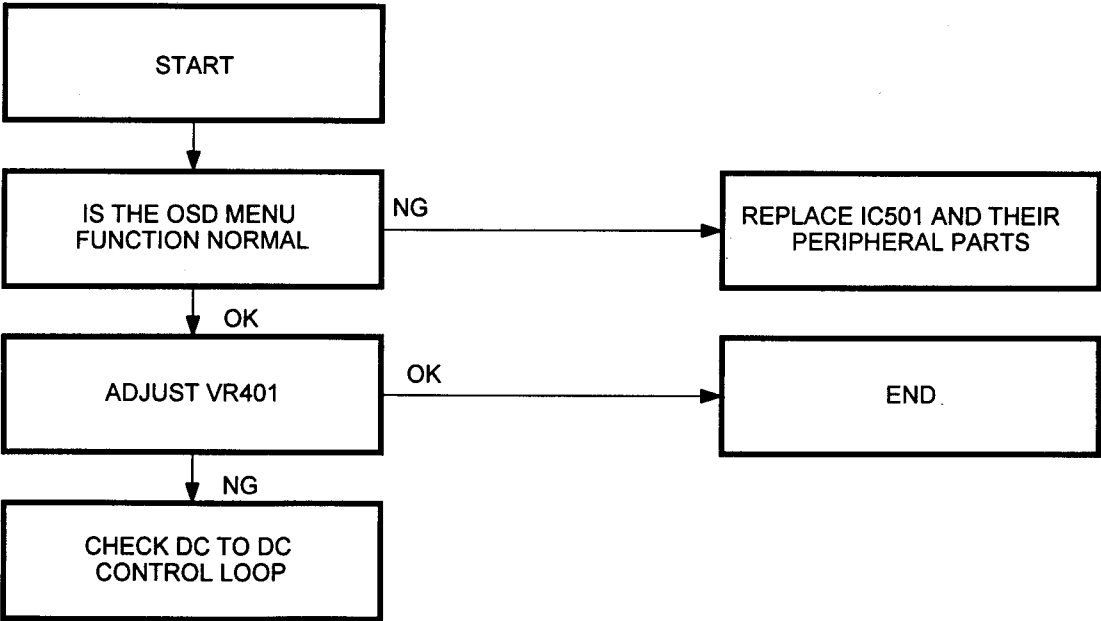 START
IS THE OSD MENU
FUNCTION NORMAL
NG
REPLACE IC501 AND THEIR
PERIPHERAL PARTS
OK
ADJUST VR401
OK
END
NG
CHECK DC TO DC
CONTROL LOOP